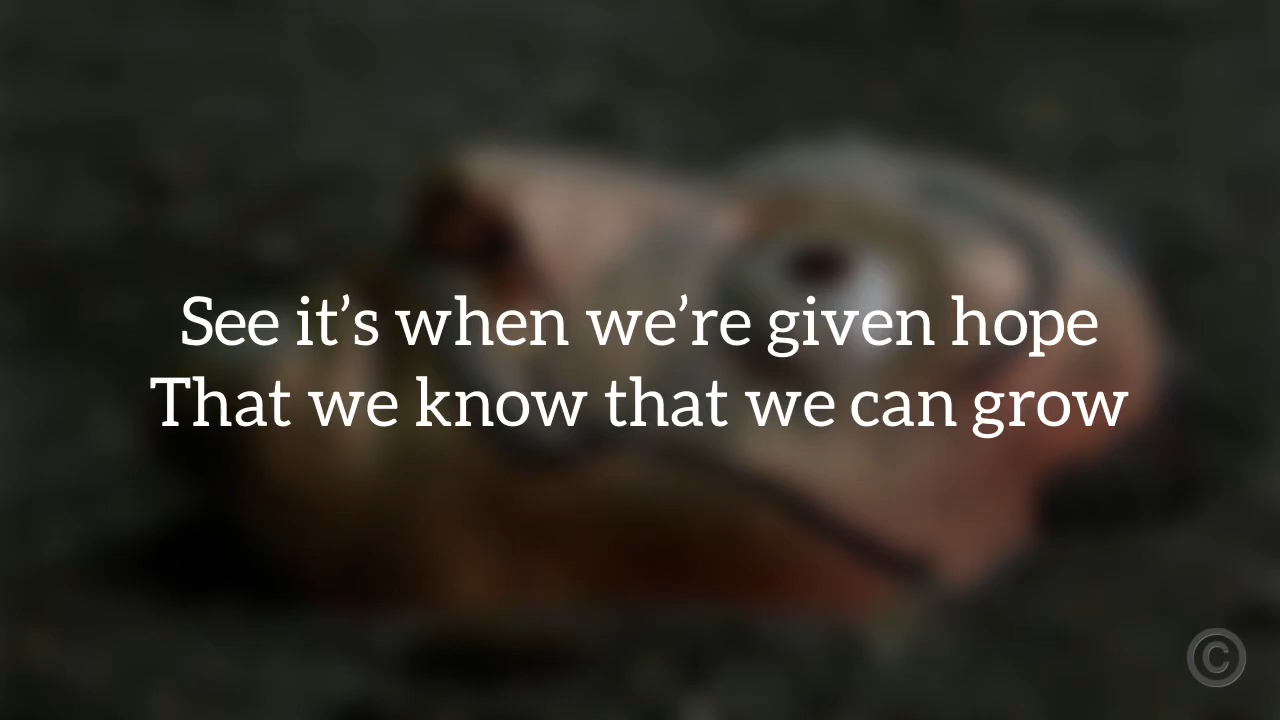 See it’s when we’re given hope
That we know that we can grow
©